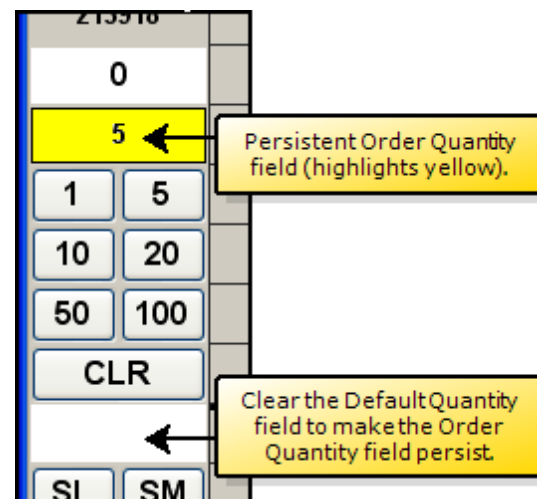 215918
0
5
Persistent Order Quantity
field (highlights yellow).
1 5
10 20
50 100
CLR
Clear the Default Quantity
field to make the Order
Quantity field persist.
SL SM